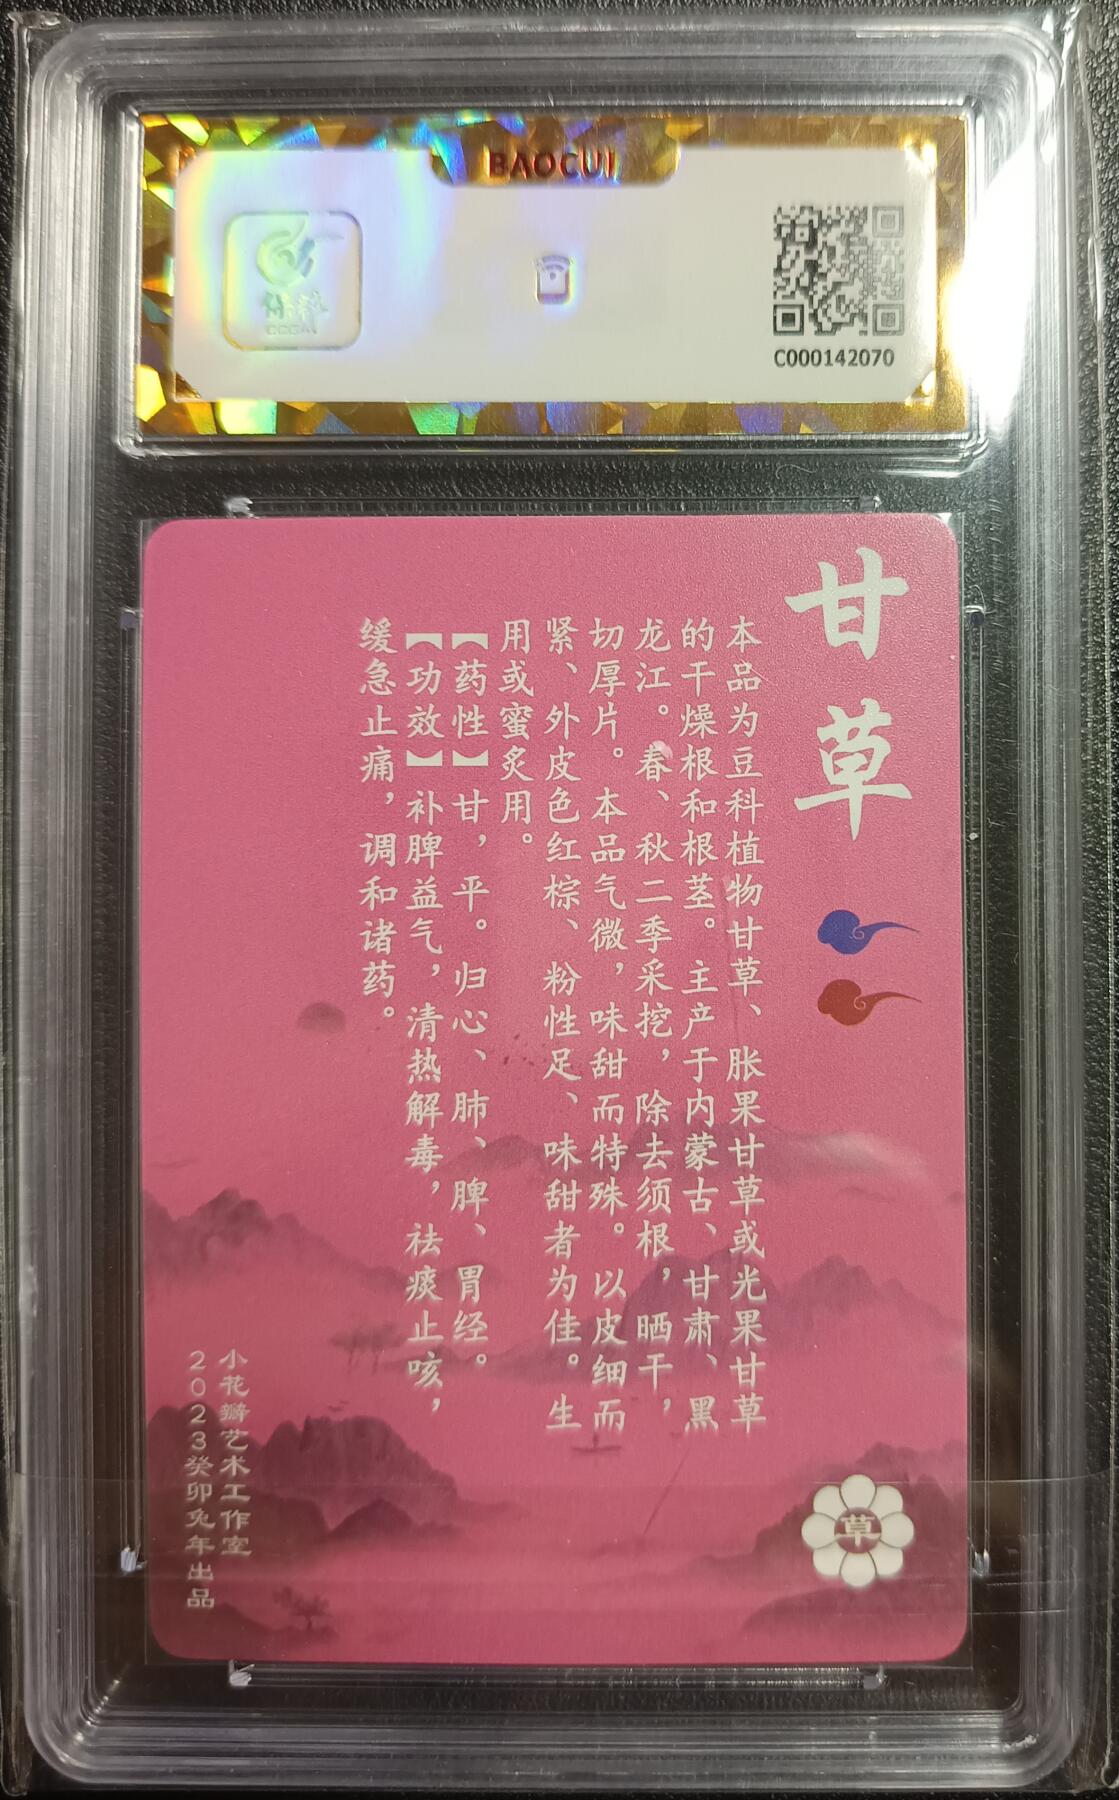 BAOCUI
保粹
CCGA
C000142070
甘草
本品为豆科植物甘草、胀果甘草或光果甘草
的干燥根和根茎。主产于内蒙古、甘肃、黑
龙江。春、秋二季采挖，除去须根，晒干，
切厚片。本品气微，味甜而特殊。以皮细而
紧、外皮色红棕、粉性足、味甜者为佳。生
用或蜜炙用。
【药性】甘，平。归心、肺、脾、胃经。
【功效】补脾益气，清热解毒，祛痰止咳，
缓急止痛，调和诸药。
草
小花瓣艺术工作室
2023癸卯兔年出品